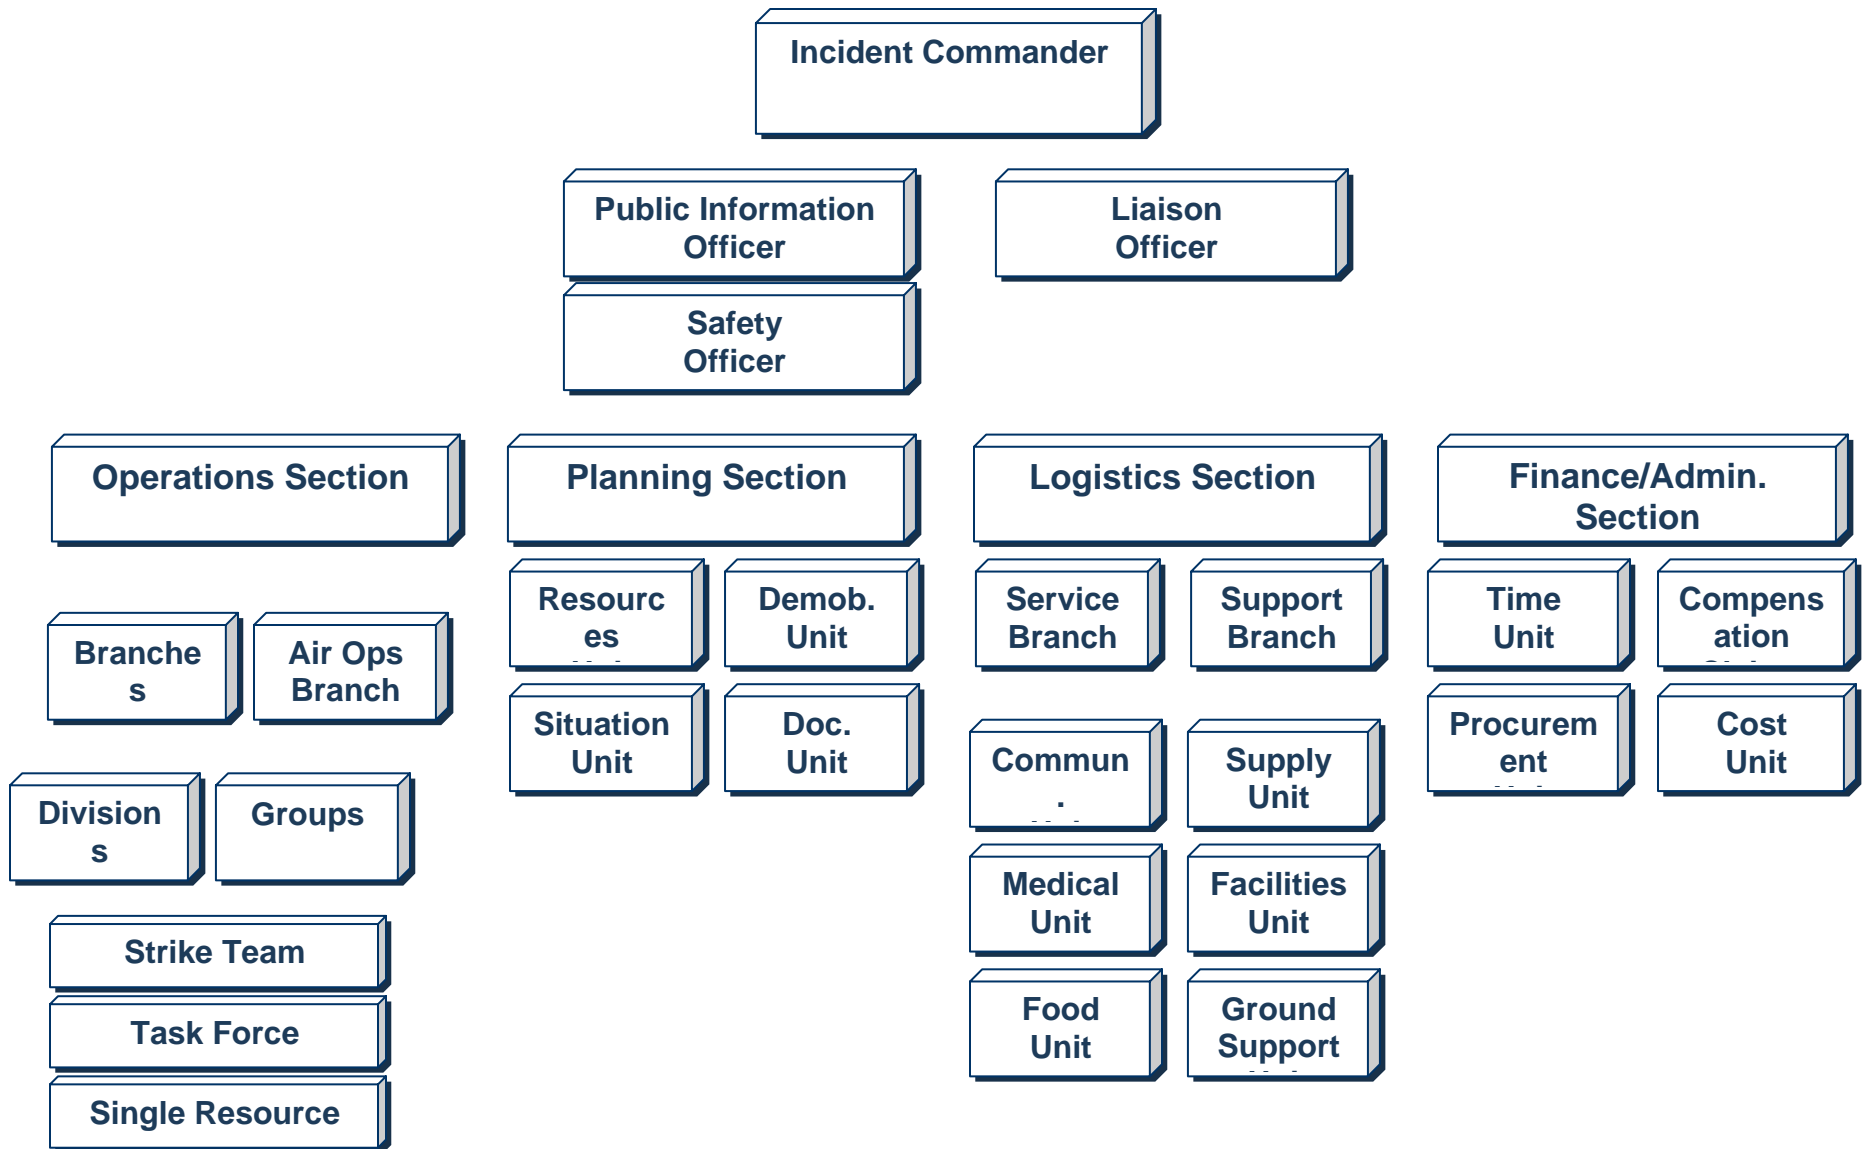 Incident Commander
Public Information
Officer
Liaison
Officer
Safety
Officer
Operations Section
Planning Section
Logistics Section
Finance/Admin.
Section
Resourc
es
Demob.
Unit
Service
Branch
Support
Branch
Time
Unit
Compens
ation
Branche
s
Air Ops
Branch
Situation
Unit
Doc.
Unit
Commun
.
Supply
Unit
Procurem
ent
Cost
Unit
Division
s
Groups
Medical
Unit
Facilities
Unit
Strike Team
Food
Unit
Ground
Support
Task Force
Single Resource